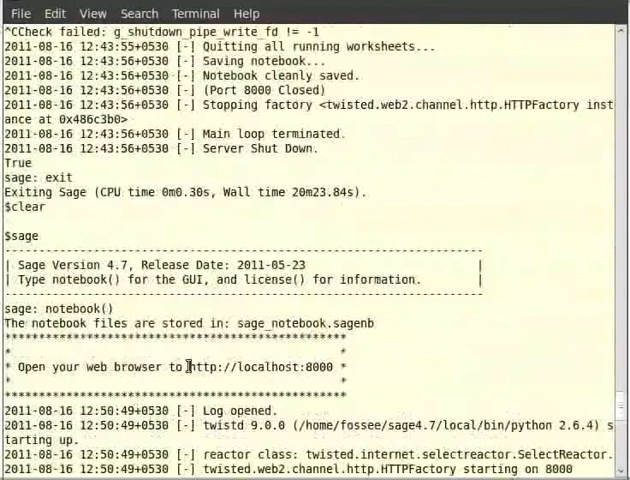 File Edit View Search Terminal Help
^CCheck failed: g_shutdown_pipe_write_fd != -1
2011-08-16 12:43:55+0530 [-] Quitting all running worksheets...
2011-08-16 12:43:56+0530 [-] Saving notebook...
2011-08-16 12:43:56+0530 [-] Notebook cleanly saved.
2011-08-16 12:43:56+0530 [-] (Port 8000 Closed)
2011-08-16 12:43:56+0530 [-] Stopping factory <twisted.web2.channel.http.HTTPFactory inst
ance at 0x486c3b0>
2011-08-16 12:43:56+0530 [-] Main loop terminated.
2011-08-16 12:43:56+0530 [-] Server Shut Down.
True
sage: exit
Exiting Sage (CPU time 0m0.30s, Wall time 20m23.84s).
$clear
$sage
----------------------------------------------------------------------
| Sage Version 4.7, Release Date: 2011-05-23                         |
| Type notebook() for the GUI, and license() for information.        |
----------------------------------------------------------------------
sage: notebook()
The notebook files are stored in: sage_notebook.sagenb
**************************************************
*                                                *
* Open your web browser to http://localhost:8000 *
*                                                *
**************************************************
2011-08-16 12:50:49+0530 [-] Log opened.
2011-08-16 12:50:49+0530 [-] twistd 9.0.0 (/home/fossee/sage4.7/local/bin/python 2.6.4) s
tarting up.
2011-08-16 12:50:49+0530 [-] reactor class: twisted.internet.selectreactor.SelectReactor.
2011-08-16 12:50:49+0530 [-] twisted.web2.channel.http.HTTPFactory starting on 8000